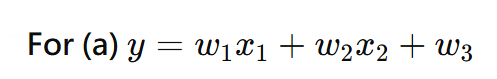 For (a) y = w₁x₁ + w₂x₂ + w₃